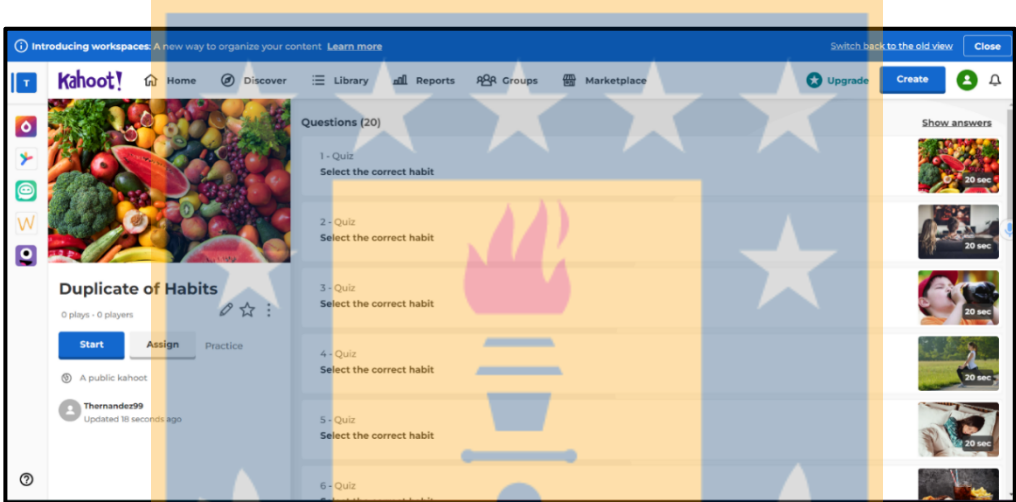 Introducing workspaces: A new way to organize your content Learn more Switch back to the old view Close
T Kahoot! Home Discover Library Reports Groups Marketplace Upgrade Create
Questions (20) Show answers
1 - Quiz
Select the correct habit
20 sec
2 - Quiz
Select the correct habit
20 sec
Duplicate of Habits
0 plays · 0 players
Start Assign Practice
A public kahoot
Thernandez99
Updated 18 seconds ago
3 - Quiz
Select the correct habit
20 sec
4 - Quiz
Select the correct habit
20 sec
5 - Quiz
Select the correct habit
20 sec
6 - Quiz